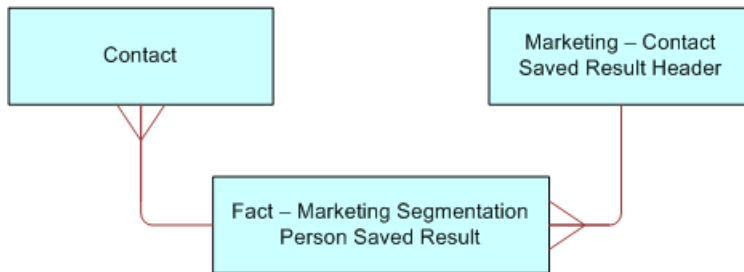 Contact
Marketing – Contact
Saved Result Header
Fact – Marketing Segmentation
Person Saved Result